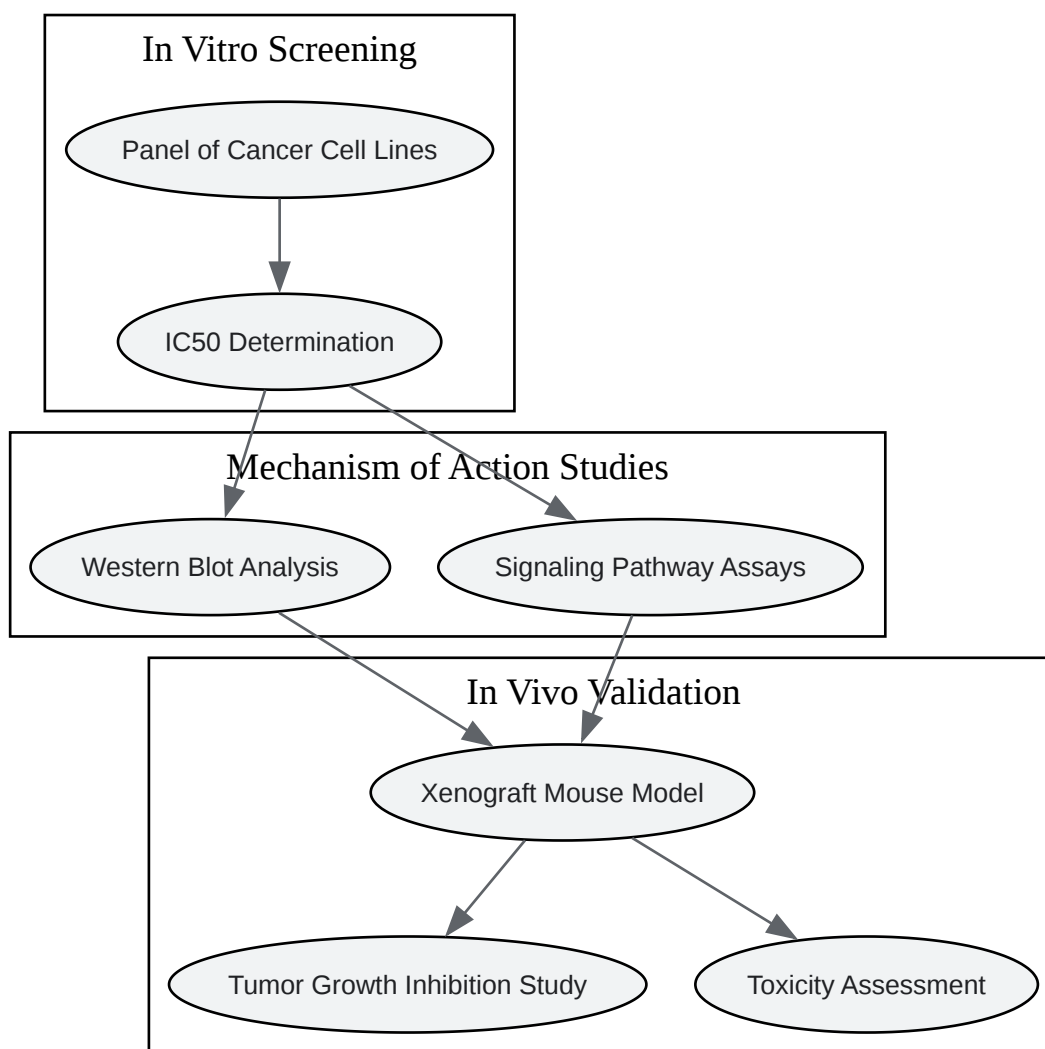 In Vitro Screening
Panel of Cancer Cell Lines
IC50 Determination
Mechanism of Action Studies
Western Blot Analysis
Signaling Pathway Assays
In Vivo Validation
Xenograft Mouse Model
Tumor Growth Inhibition Study
Toxicity Assessment